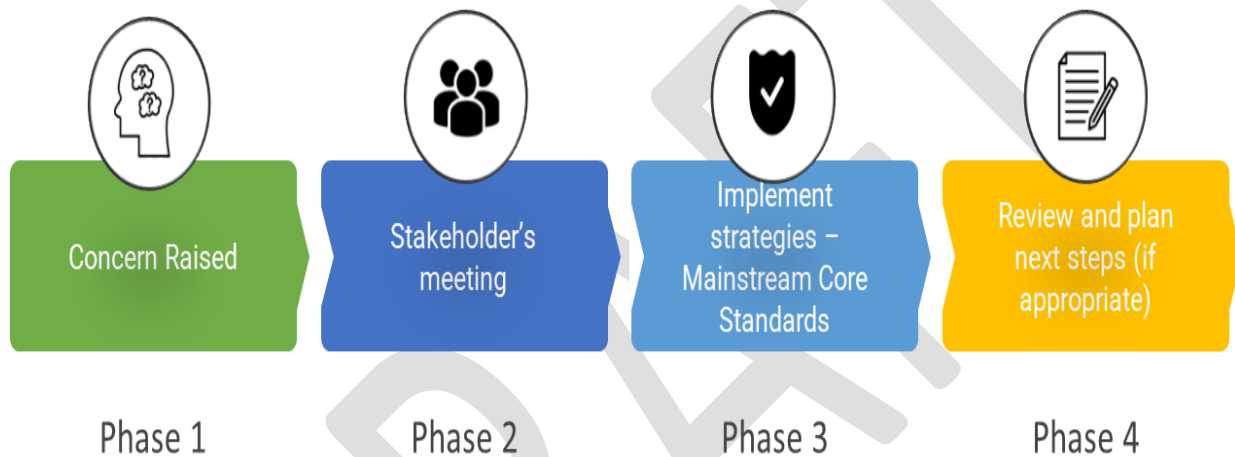 Concern Raised
Stakeholder’s
meeting
Implement
strategies –
Mainstream Core
Standards
Review and plan
next steps (if
appropriate)
Phase 1
Phase 2
Phase 3
Phase 4
DRAFT